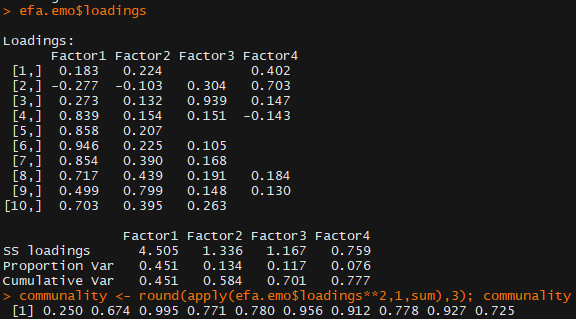 > efa.emo$loadings

Loadings:
      Factor1 Factor2 Factor3 Factor4
 [1,]  0.183   0.224           0.402
 [2,] -0.277  -0.103   0.304   0.703
 [3,]  0.273   0.132   0.939   0.147
 [4,]  0.839   0.154   0.151  -0.143
 [5,]  0.858   0.207
 [6,]  0.946   0.225   0.105
 [7,]  0.854   0.390   0.168
 [8,]  0.717   0.439   0.191   0.184
 [9,]  0.499   0.799   0.148   0.130
[10,]  0.703   0.395   0.263

               Factor1 Factor2 Factor3 Factor4
SS loadings      4.505   1.336   1.167   0.759
Proportion Var   0.451   0.134   0.117   0.076
Cumulative Var   0.451   0.584   0.701   0.777
> communality <- round(apply(efa.emo$loadings**2,1,sum),3); communality
 [1] 0.250 0.674 0.995 0.771 0.780 0.956 0.912 0.778 0.927 0.725